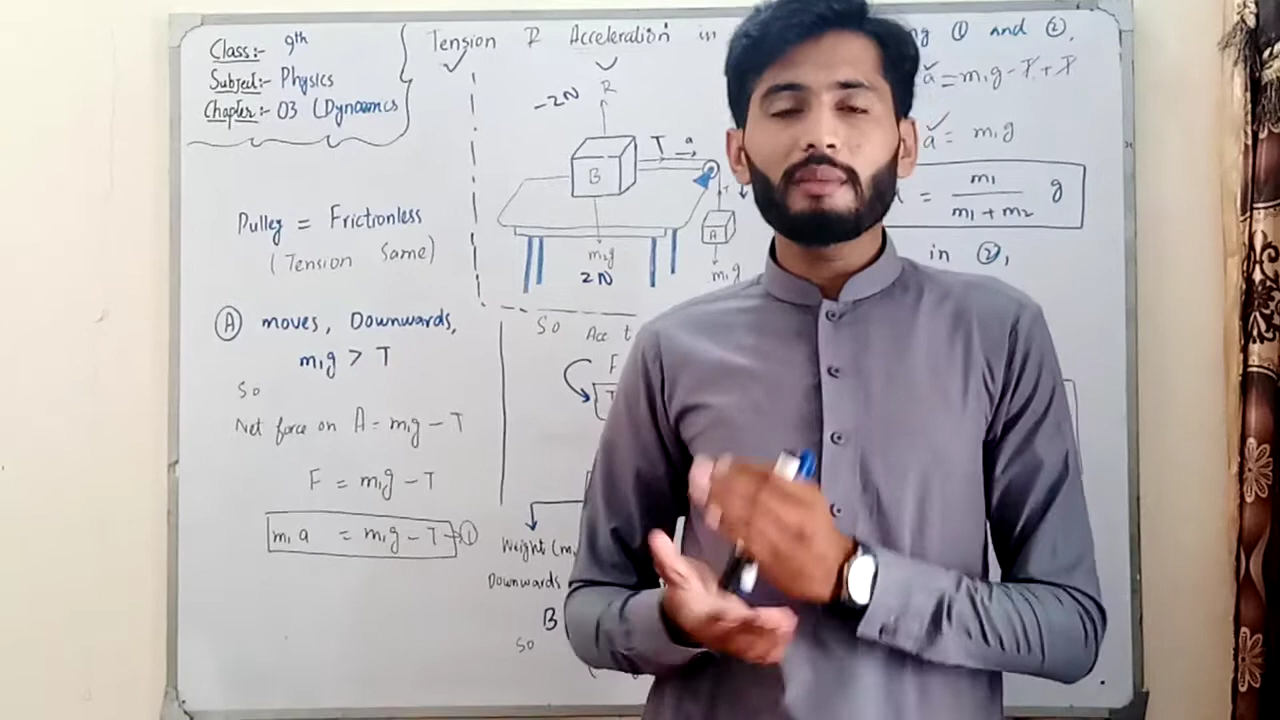 Class:- 9th
Subject:- Physics
Chapter:- 03 (Dynamics
Tension & Acceleration in
-2N
R
T a
B
A
m₂g
2N
m₁g
Pulley = Frictionless
(Tension Same)
Ⓐ moves, Downwards,
m₁g > T
So
Net force on A = m₁g - T
F = m₁g - T
m₁a = m₁g - T → ①
So Acc t
F
T
Weight (m
Downwards
B
so
① and ②,
a = m₁g - T + T
a = m₁g
= m₁ / m₁ + m₂ g
in ②,